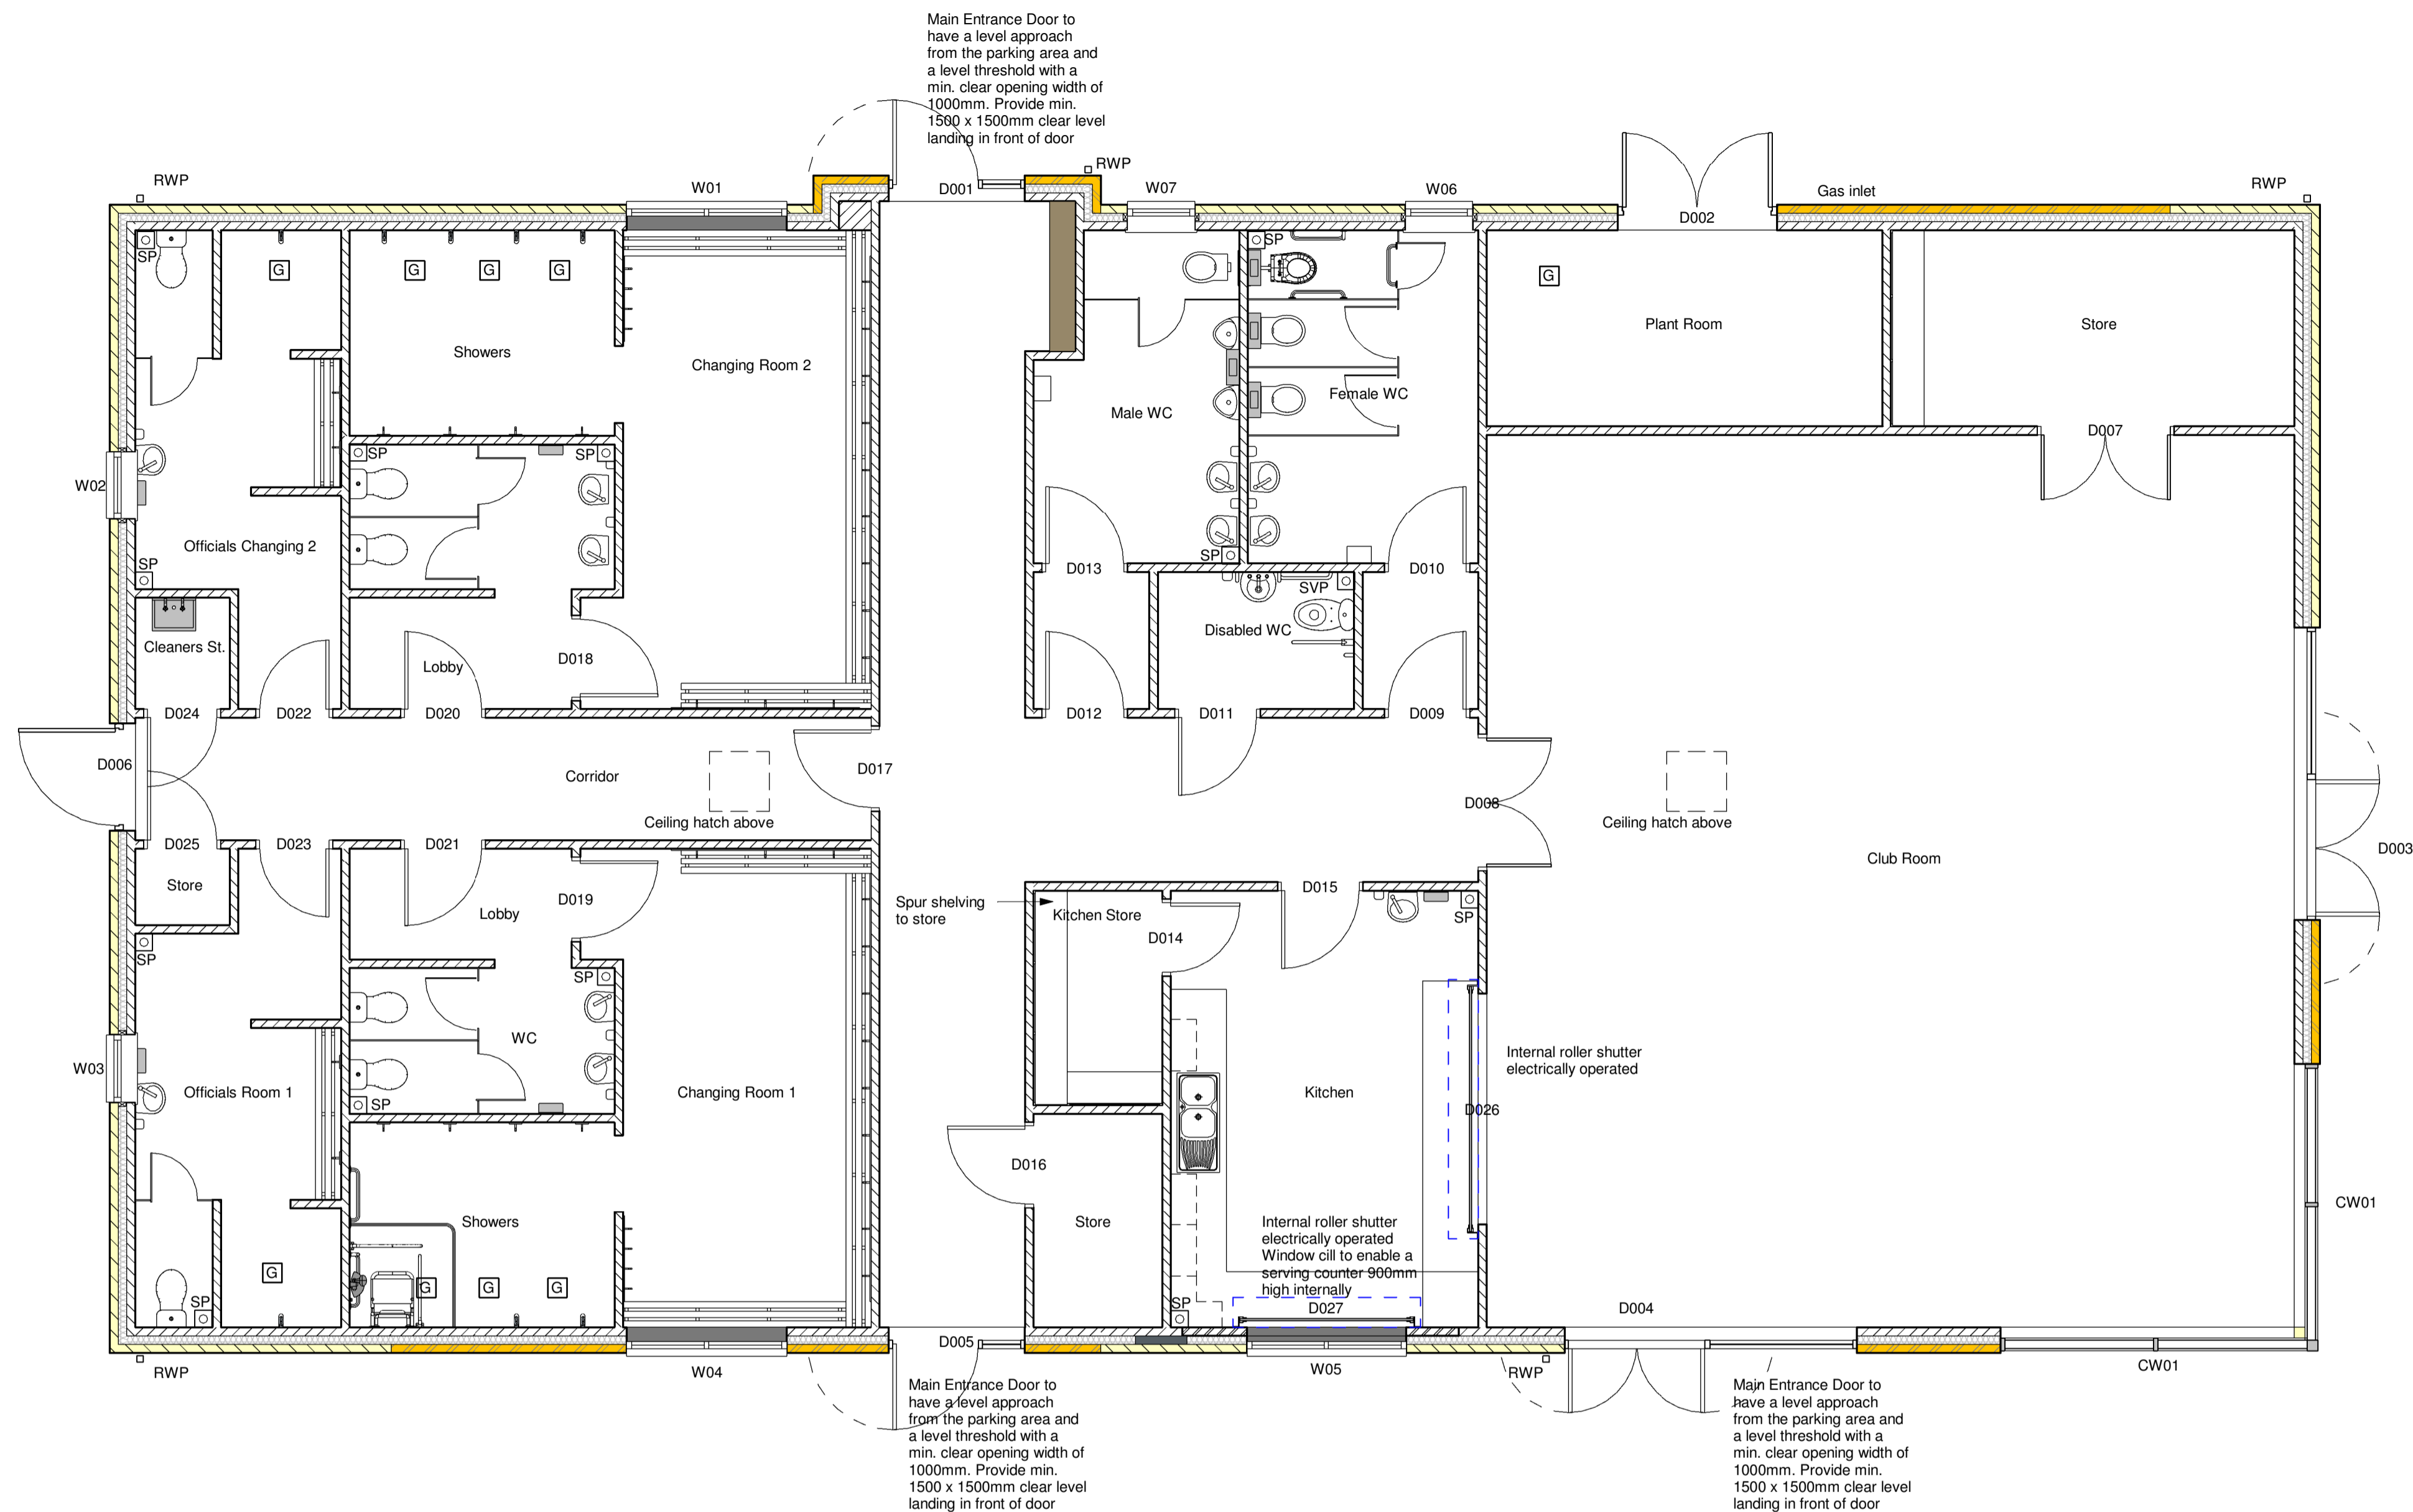 Main Entrance Door to
have a level approach
from the parking area and
a level threshold with a
min. clear opening width of
1000mm. Provide min.
1500 x 1500mm clear level
landing in front of door
RWP
RWP
RWP
W01
D001
W07
W06
D002
Gas inlet
SP
SP
G
G
G
G
G
Showers
Changing Room 2
Plant Room
Store
Male WC
Female WC
D007
SP
SP
W02
Officials Changing 2
SP
SP
D013
D010
SVP
Disabled WC
Cleaners St.
Lobby
D018
D024
D022
D020
D012
D011
D009
D006
Corridor
D017
D008
Ceiling hatch above
Ceiling hatch above
D025
D023
D021
D003
Club Room
Store
D019
Lobby
D015
Spur shelving
to store
Kitchen Store
SP
D014
SP
SP
WC
Internal roller shutter
electrically operated
W03
Officials Room 1
Changing Room 1
Kitchen
SP
D026
D016
CW01
Showers
Store
Internal roller shutter
electrically operated
Window cill to enable a
serving counter 900mm
high internally
G
G
G
G
SP
SP
D027
D004
D005
RWP
W04
W05
RWP
CW01
Main Entrance Door to
have a level approach
from the parking area and
a level threshold with a
min. clear opening width of
1000mm. Provide min.
1500 x 1500mm clear level
landing in front of door
Main Entrance Door to
have a level approach
from the parking area and
a level threshold with a
min. clear opening width of
1000mm. Provide min.
1500 x 1500mm clear level
landing in front of door